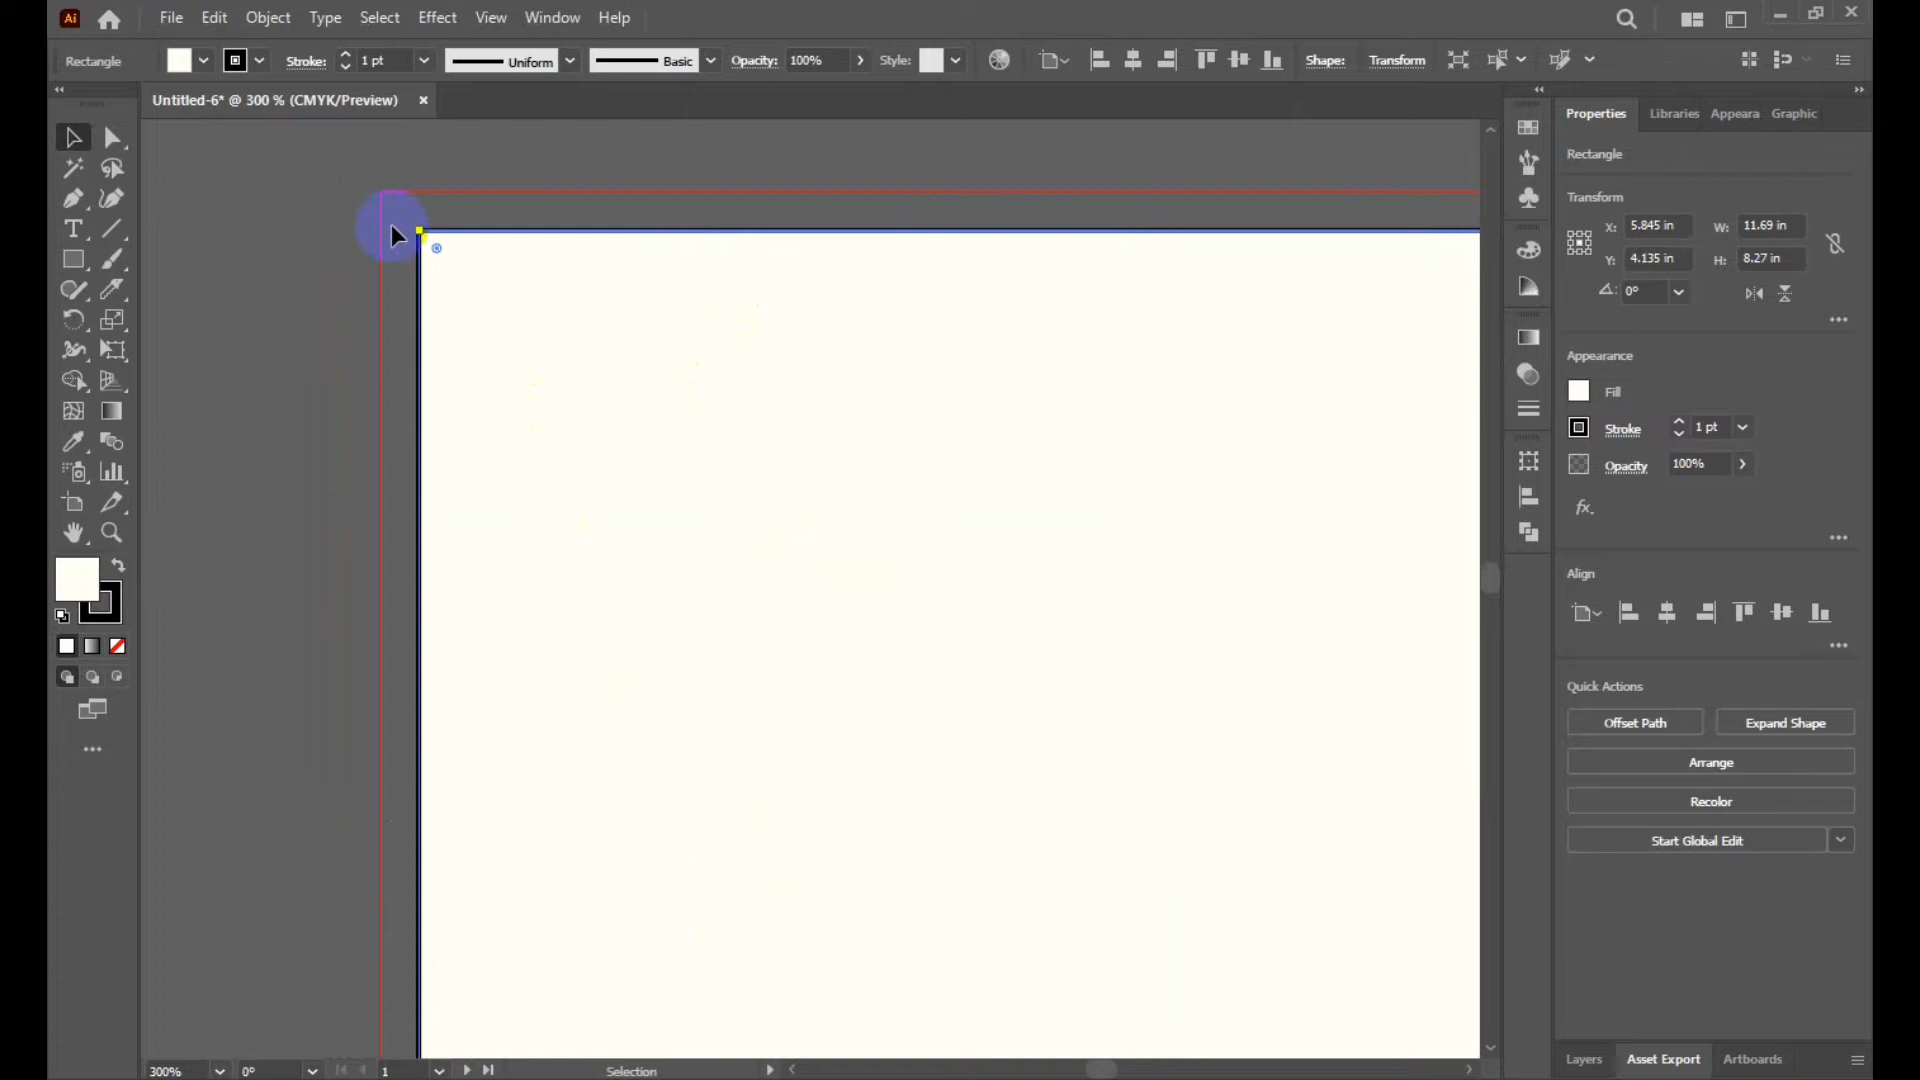 Ai File Edit Object Type Select Effect View Window Help
Rectangle Stroke: 1 pt Uniform Basic Opacity: 100% Style: Shape: Transform
Untitled-6* @ 300 % (CMYK/Preview) ×
Properties Libraries Appeara Graphic
Rectangle
Transform
X: 5.845 in W: 11.69 in
Y: 4.135 in H: 8.27 in
0°
Appearance
Fill
Stroke 1 pt
Opacity 100%
fx.
Align
Quick Actions
Offset Path Expand Shape
Arrange
Recolor
Start Global Edit
Layers Asset Export Artboards
300% 0° 1 Selection